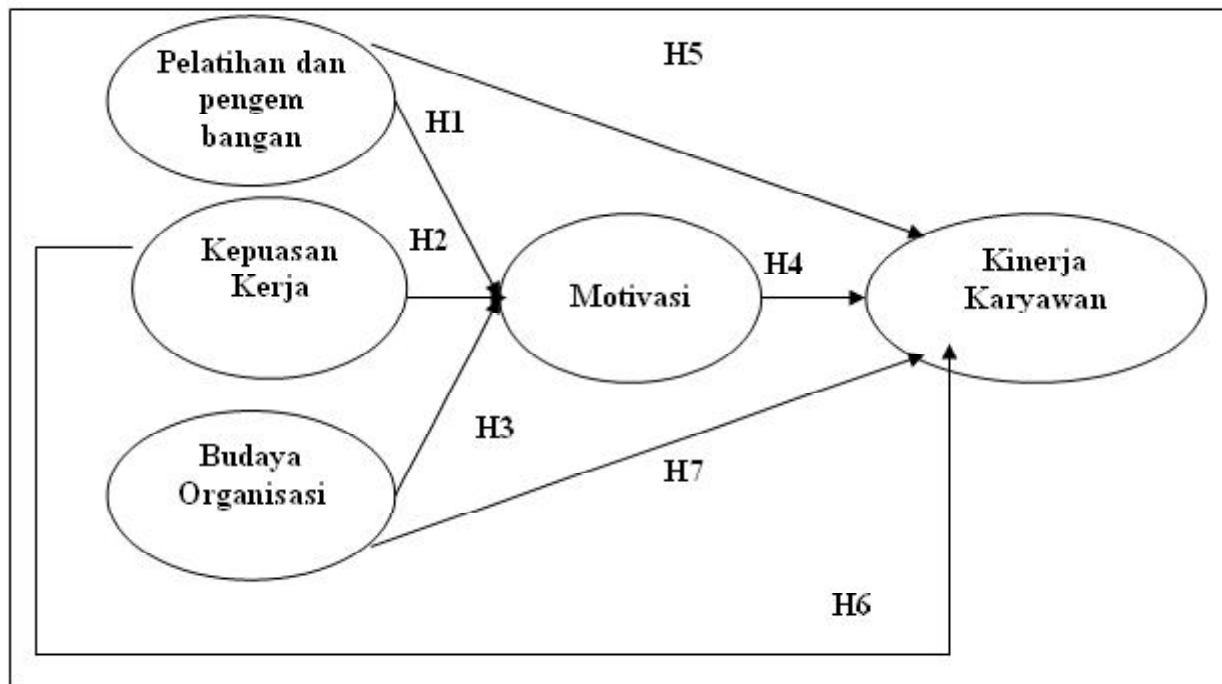 Pelatihan dan
pengem
bangan
H5
H1
Kepuasan
Kerja
H2
Motivasi
H4
Kinerja
Karyawan
Budaya
Organisasi
H3
H7
H6